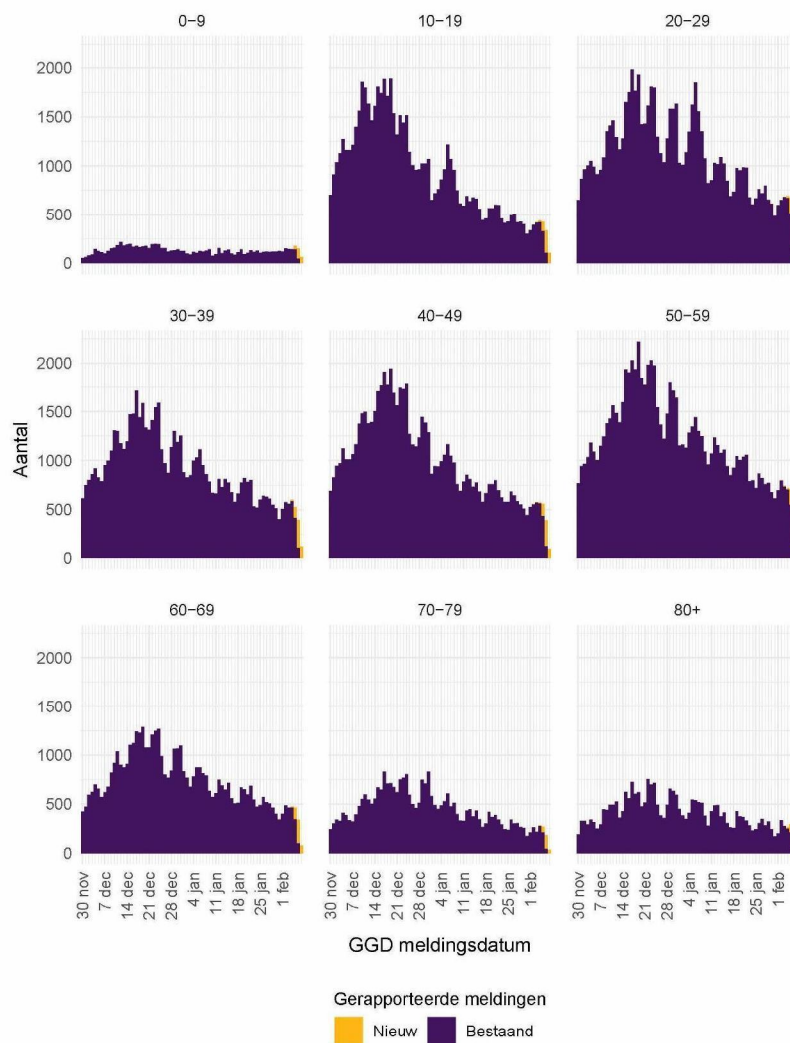 0−9
10−19
20−29
2000
1500
1000
500
0
30−39
40−49
50−59
2000
1500
1000
500
0
Aantal
60−69
70−79
80+
2000
1500
1000
500
0
30 nov
7 dec
14 dec
21 dec
28 dec
4 jan
11 jan
18 jan
25 jan
1 feb
30 nov
7 dec
14 dec
21 dec
28 dec
4 jan
11 jan
18 jan
25 jan
1 feb
30 nov
7 dec
14 dec
21 dec
28 dec
4 jan
11 jan
18 jan
25 jan
1 feb
GGD meldingsdatum
Gerapporteerde meldingen
Nieuw
Bestaand